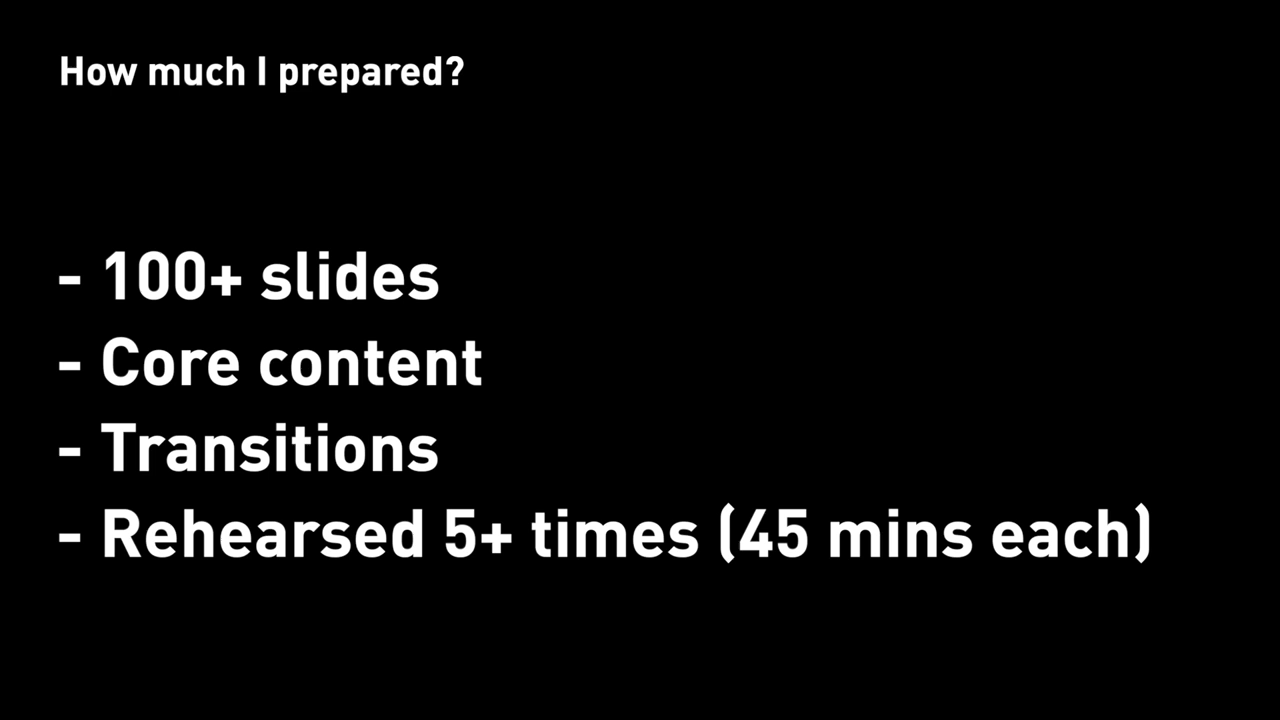 How much I prepared?
- 100+ slides
- Core content
- Transitions
- Rehearsed 5+ times (45 mins each)